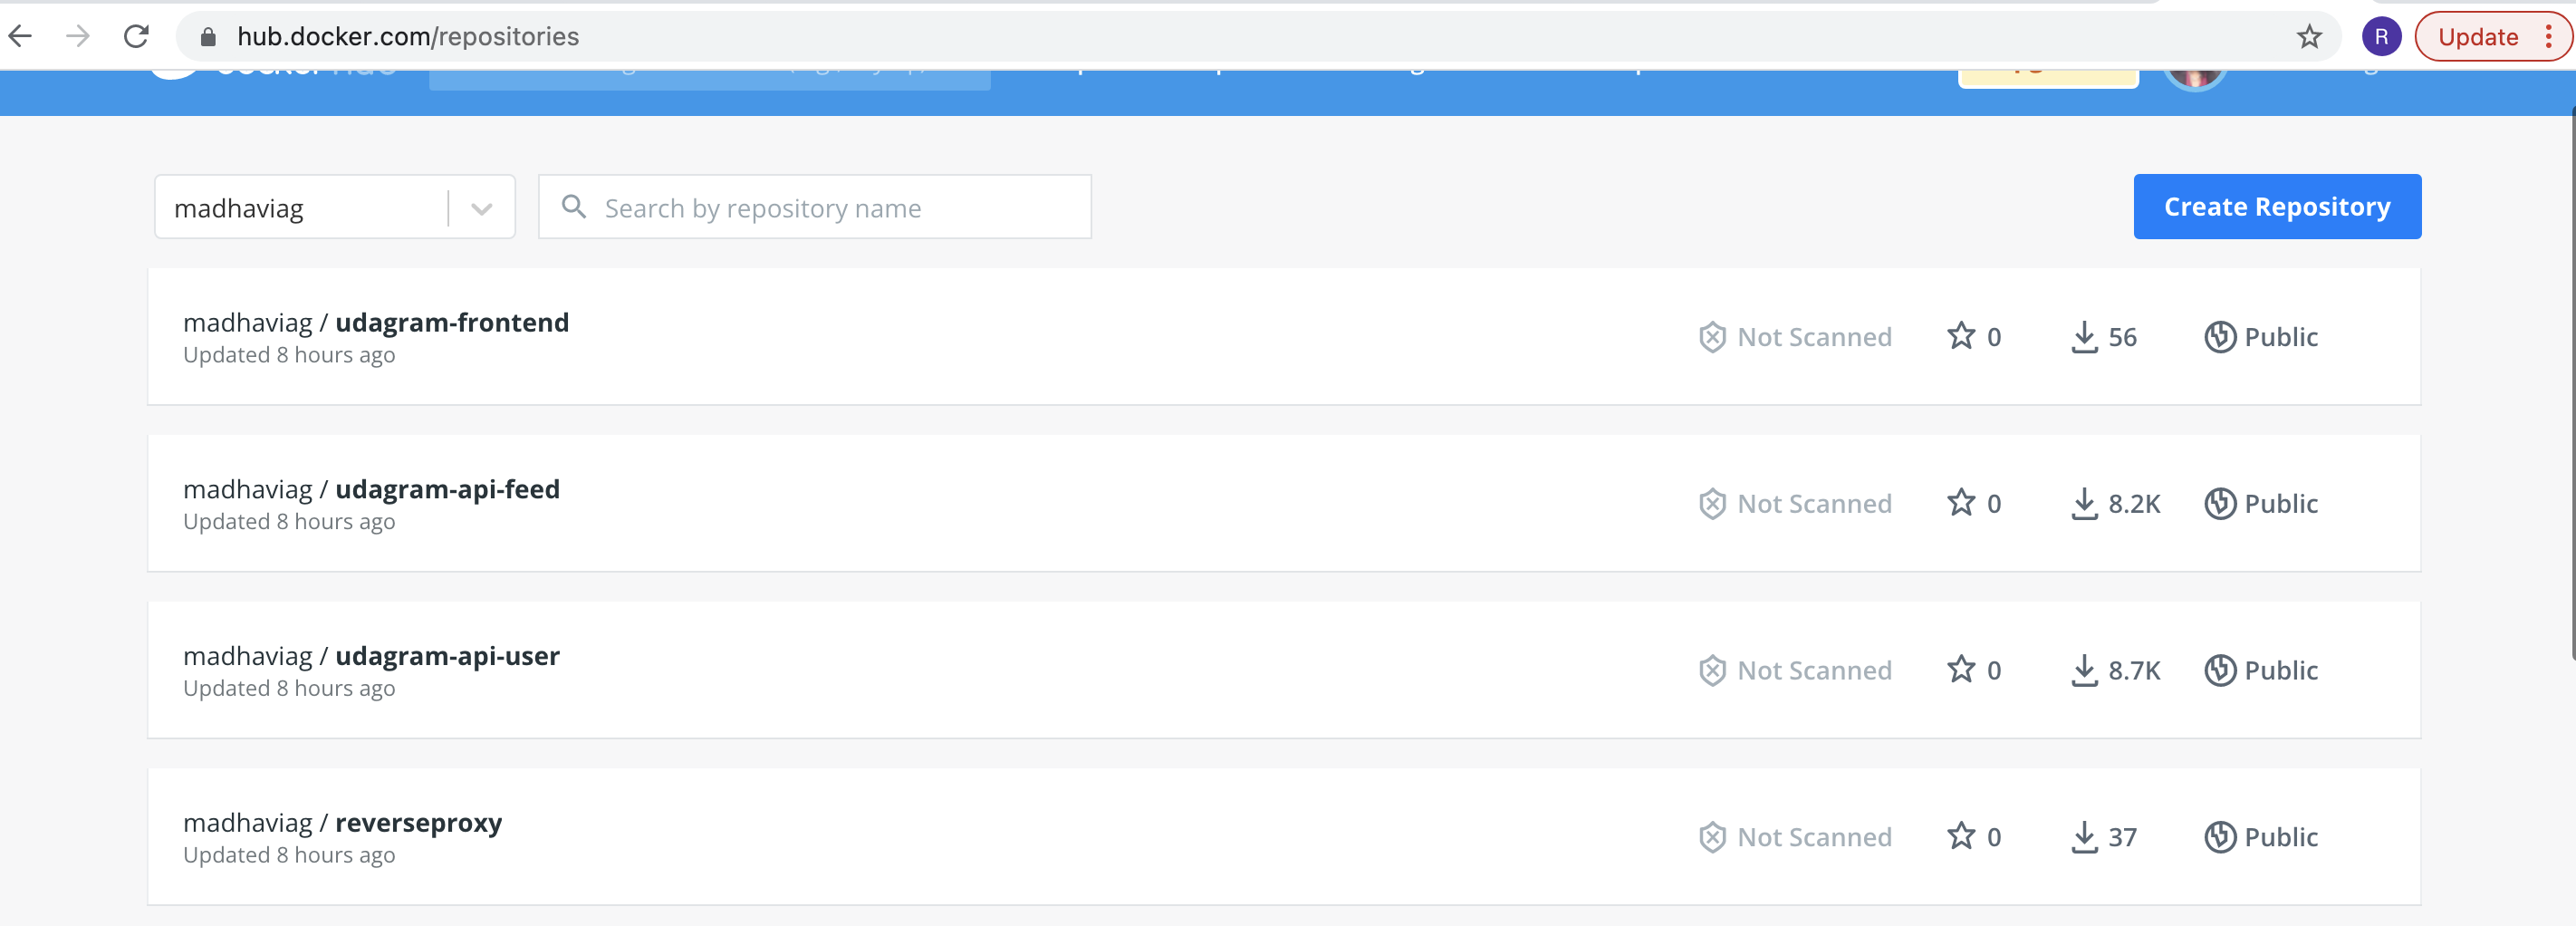 hub.docker.com/repositories
R
Update
madhaviag
Search by repository name
Create Repository
madhaviag / udagram-frontend
Not Scanned 0 56 Public
Updated 8 hours ago
madhaviag / udagram-api-feed
Not Scanned 0 8.2K Public
Updated 8 hours ago
madhaviag / udagram-api-user
Not Scanned 0 8.7K Public
Updated 8 hours ago
madhaviag / reverseproxy
Not Scanned 0 37 Public
Updated 8 hours ago